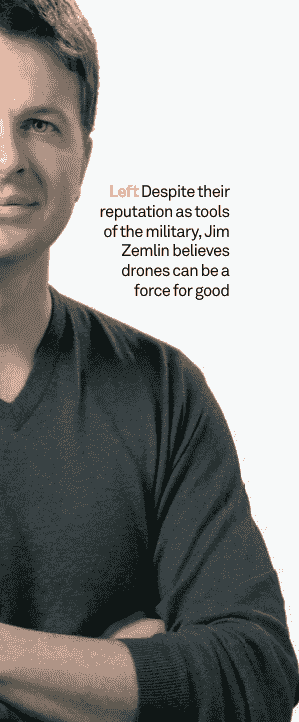 Left Despite their
reputation as tools
of the military, Jim
Zemlin believes
drones can be a
force for good